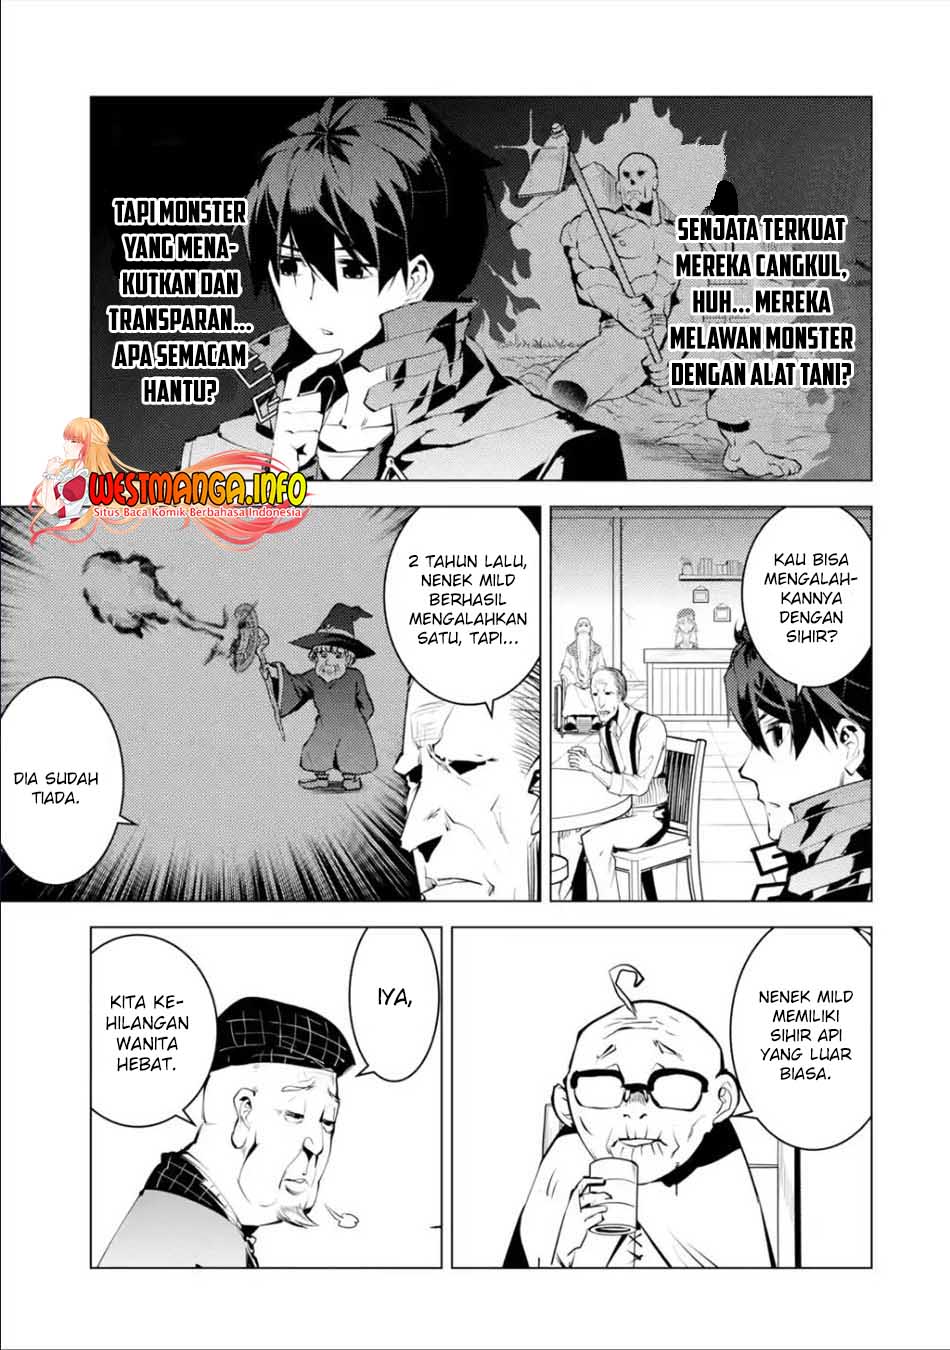 SENJATA TERKUAT
MEREKA CANGKUL,
HUH... MEREKA
MELAWAN MONSTER
DENGAN ALAT TANI?
TAPI MONSTER
YANG MENA-
KUTKAN DAN
TRANSPARAN...
APA SEMACAM
HANTU?
WESTMANGA.INFO
Situs Baca Komik Berbahasa Indonesia
KAU BISA
MENGALAH-
KANNYA
DENGAN
SIHIR?
2 TAHUN LALU,
NENEK MILD
BERHASIL
MENGALAHKAN
SATU, TAPI...
DIA SUDAH
TIADA.
NENEK MILD
MEMILIKI
SIHIR API
YANG LUAR
BIASA.
IYA,
KITA KE-
HILANGAN
WANITA
HEBAT.